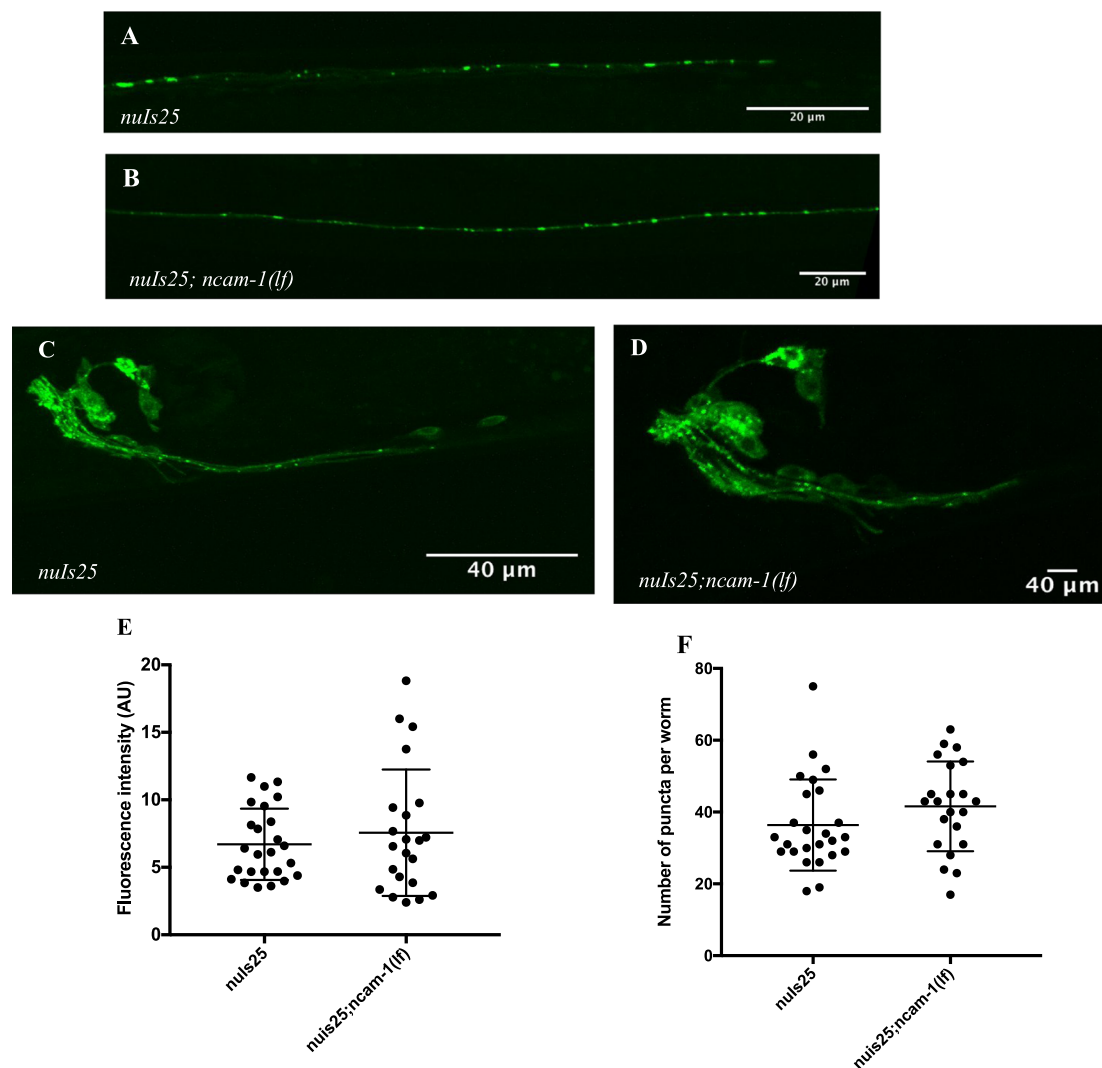 A
nuIs25
20 µm
B
nuIs25; ncam-1(lf)
20 µm
C
nuIs25
40 µm
D
nuIs25;ncam-1(lf)
40 µm
E
Fluorescence intensity (AU)
20
15
10
5
0
nuIs25
nuis25;ncam-1(lf)
F
Number of puncta per worm
80
60
40
20
0
nuIs25
nuis25;ncam-1(lf)